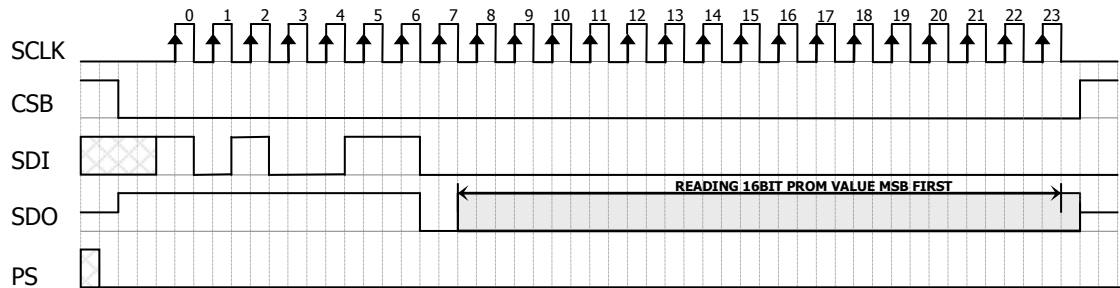 0 1 2 3 4 5 6 7 8 9 10 11 12 13 14 15 16 17 18 19 20 21 22 23
SCLK
CSB
SDI
READING 16BIT PROM VALUE MSB FIRST
SDO
PS